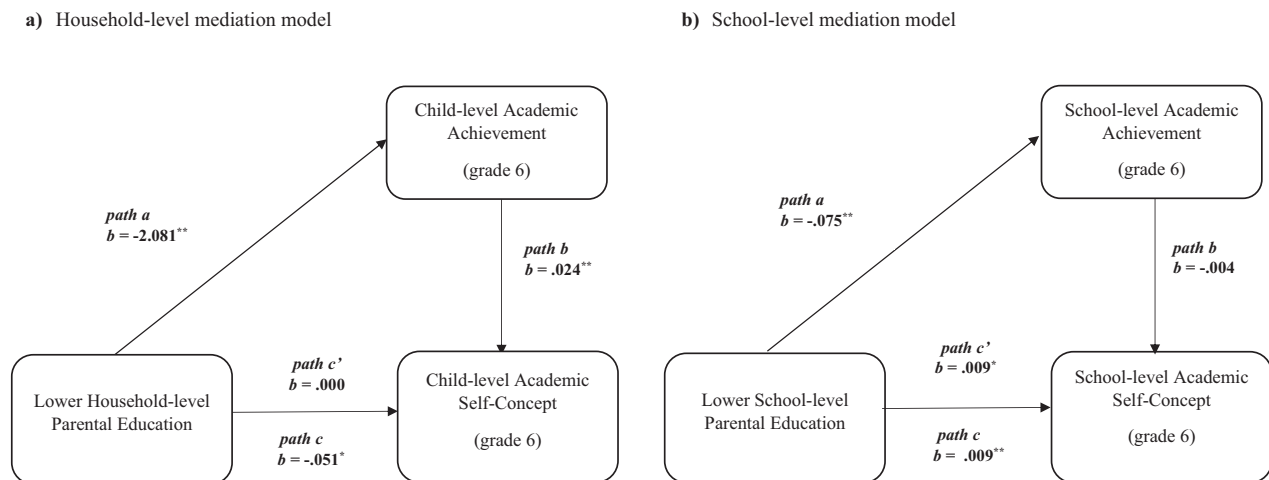 a) Household-level mediation model
Child-level Academic
Achievement
(grade 6)
path a
b = -2.081**
path b
b = .024**
path c’
b = .000
Lower Household-level
Parental Education
Child-level Academic
Self-Concept
(grade 6)
path c
b = -.051*
b) School-level mediation model
School-level Academic
Achievement
(grade 6)
path a
b = -.075**
path b
b = -.004
path c’
b = .009*
Lower School-level
Parental Education
School-level Academic
Self-Concept
(grade 6)
path c
b = .009**